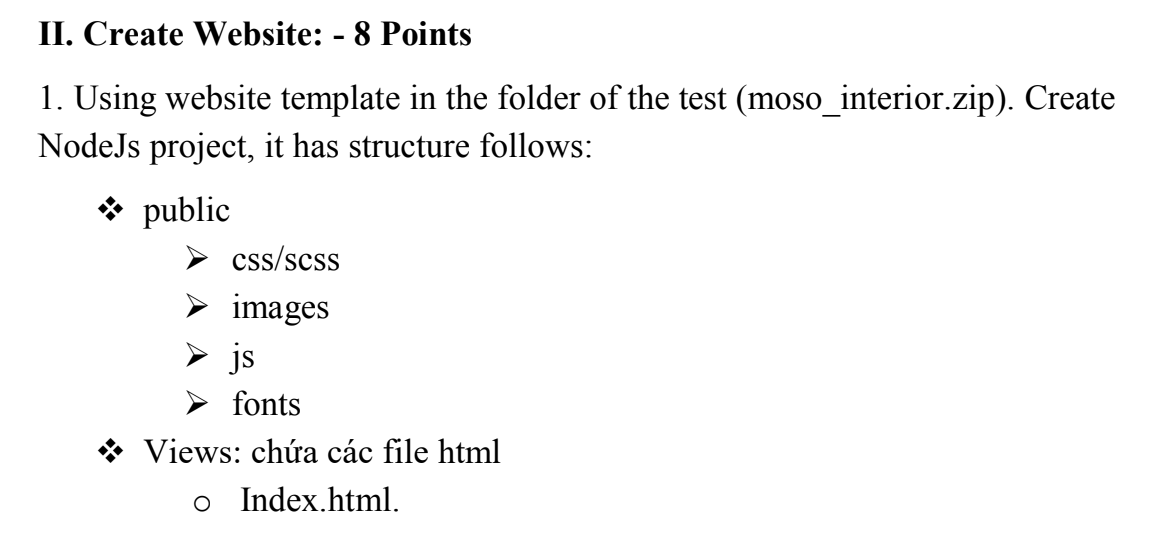 II. Create Website: - 8 Points
1. Using website template in the folder of the test (moso_interior.zip). Create
NodeJs project, it has structure follows:
❖ public
➢ css/scss
➢ images
➢ js
➢ fonts
❖ Views: chứa các file html
o Index.html.